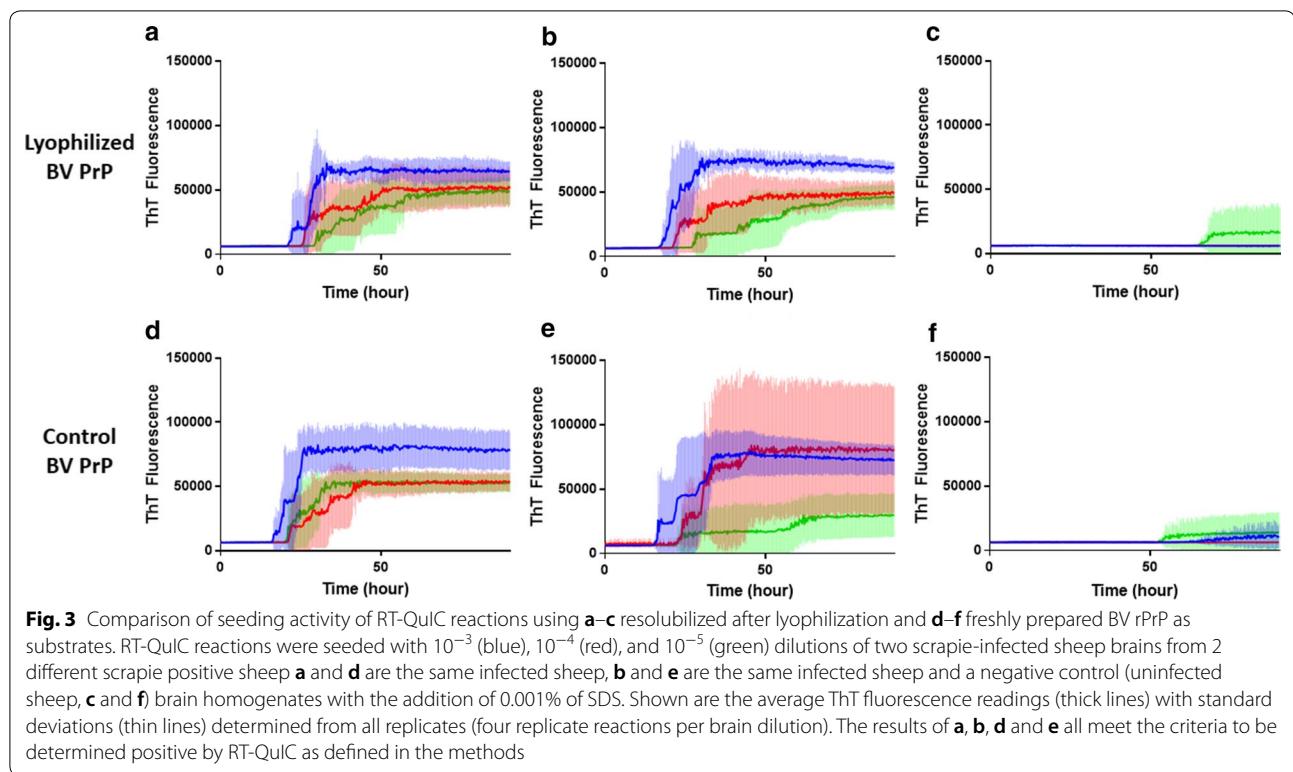 a
b
c
Lyophilized
BV PrP
150000
100000
50000
0
ThT Fluorescence
0
50
Time (hour)
150000
100000
50000
0
ThT Fluorescence
0
50
Time (hour)
150000
100000
50000
0
ThT Fluorescence
0
50
Time (hour)
d
e
f
Control
BV PrP
150000
100000
50000
0
ThT Fluorescence
0
50
Time (hour)
150000
100000
50000
0
ThT Fluorescence
0
50
Time (hour)
150000
100000
50000
0
ThT Fluorescence
0
50
Time (hour)
Fig. 3 Comparison of seeding activity of RT-QuIC reactions using a–c resolubilized after lyophilization and d–f freshly prepared BV rPrP as
substrates. RT-QuIC reactions were seeded with 10−3 (blue), 10−4 (red), and 10−5 (green) dilutions of two scrapie-infected sheep brains from 2
different scrapie positive sheep a and d are the same infected sheep, b and e are the same infected sheep and a negative control (uninfected
sheep, c and f) brain homogenates with the addition of 0.001% of SDS. Shown are the average ThT fluorescence readings (thick lines) with standard
deviations (thin lines) determined from all replicates (four replicate reactions per brain dilution). The results of a, b, d and e all meet the criteria to be
determined positive by RT-QuIC as defined in the methods